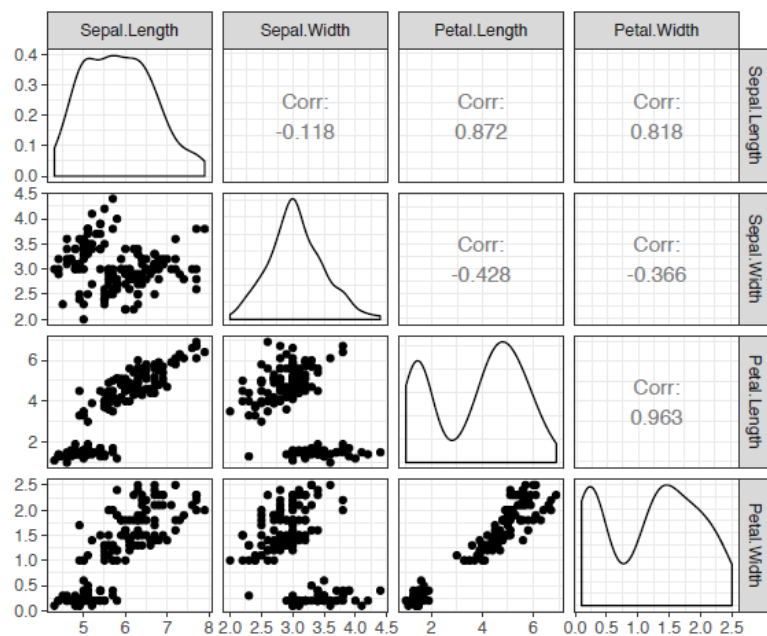 Sepal.Length Sepal.Width Petal.Length Petal.Width
0.4
0.3
0.2
0.1
0.0
Corr:
-0.118
Corr:
0.872
Corr:
0.818
Sepal.Length
4.5
4.0
3.5
3.0
2.5
2.0
Corr:
-0.428
Corr:
-0.366
Sepal.Width
6
4
2
Corr:
0.963
Petal.Length
2.5
2.0
1.5
1.0
0.5
0.0
Petal.Width
5 6 7 8 2.0 2.5 3.0 3.5 4.0 4.5 2 4 6 0.0 0.5 1.0 1.5 2.0 2.5